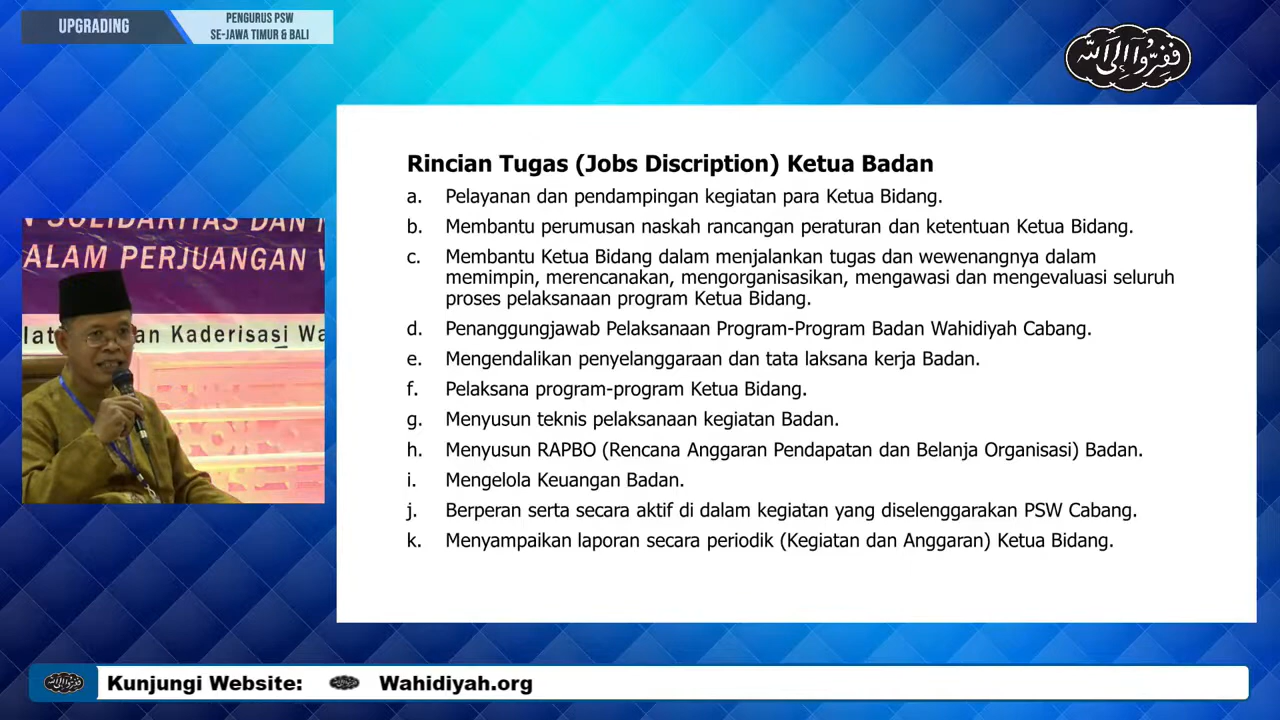 UPGRADING
PENGURUS PSW
SE-JAWA TIMUR & BALI
فَفِرُّوْآ اِلَى اللّٰه
Rincian Tugas (Jobs Discription) Ketua Badan
a. Pelayanan dan pendampingan kegiatan para Ketua Bidang.
b. Membantu perumusan naskah rancangan peraturan dan ketentuan Ketua Bidang.
c. Membantu Ketua Bidang dalam menjalankan tugas dan wewenangnya dalam
memimpin, merencanakan, mengorganisasikan, mengawasi dan mengevaluasi seluruh
proses pelaksanaan program Ketua Bidang.
d. Penanggungjawab Pelaksanaan Program-Program Badan Wahidiyah Cabang.
e. Mengendalikan penyelanggaraan dan tata laksana kerja Badan.
f. Pelaksana program-program Ketua Bidang.
g. Menyusun teknis pelaksanaan kegiatan Badan.
h. Menyusun RAPBO (Rencana Anggaran Pendapatan dan Belanja Organisasi) Badan.
i. Mengelola Keuangan Badan.
j. Berperan serta secara aktif di dalam kegiatan yang diselenggarakan PSW Cabang.
k. Menyampaikan laporan secara periodik (Kegiatan dan Anggaran) Ketua Bidang.
SOLIDARITAS DAN
ALAM PERJUANGAN
an Kaderisasi Wa
فَفِرُّوْآ اِلَى اللّٰه
Kunjungi Website:
فَفِرُّوْآ اِلَى اللّٰه
Wahidiyah.org